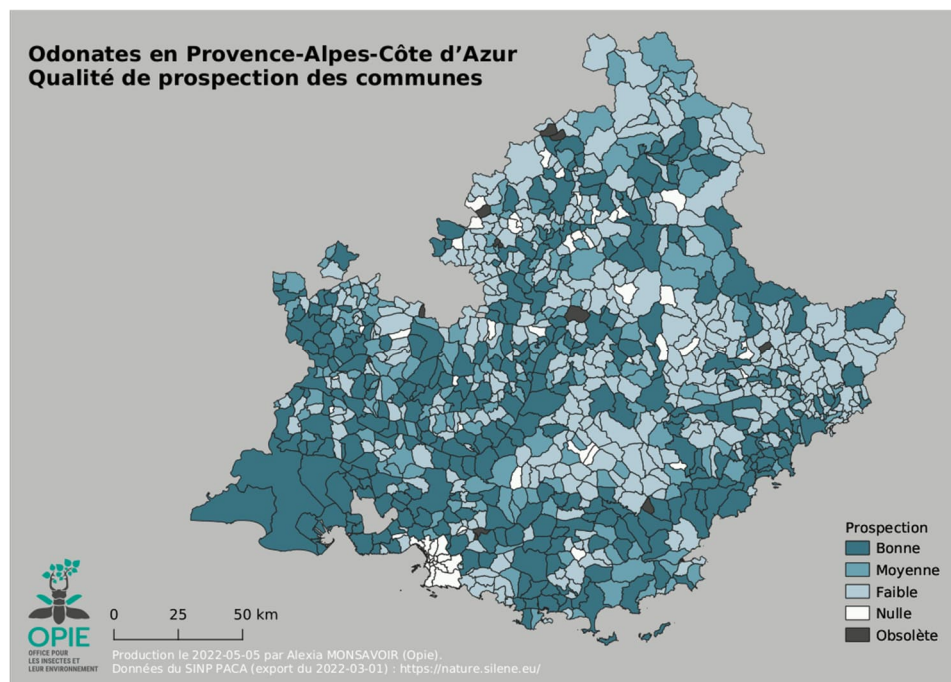 Odonates en Provence-Alpes-Côte d’Azur
Qualité de prospection des communes
Prospection
Bonne
Moyenne
Faible
Nulle
Obsolète
0 25 50 km
OPIE
OFFICE POUR
LES INSECTES ET
LEUR ENVIRONNEMENT
Production le 2022-05-05 par Alexia MONSAVOIR (Opie).
Données du SINP PACA (export du 2022-03-01) : https://nature.silene.eu/